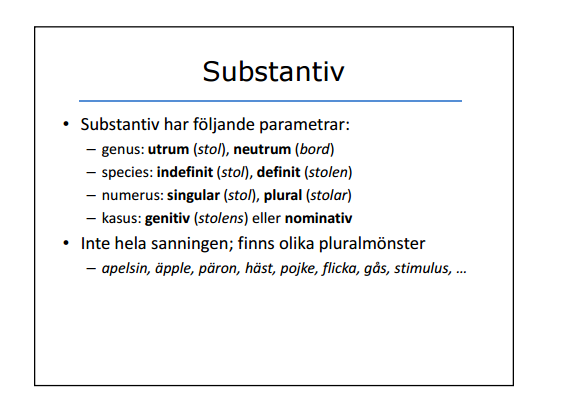 Substantiv
• Substantiv har följande parametrar:
– genus: utrum (stol), neutrum (bord)
– species: indefinit (stol), definit (stolen)
– numerus: singular (stol), plural (stolar)
– kasus: genitiv (stolens) eller nominativ
• Inte hela sanningen; finns olika pluralmönster
– apelsin, äpple, päron, häst, pojke, flicka, gås, stimulus, …